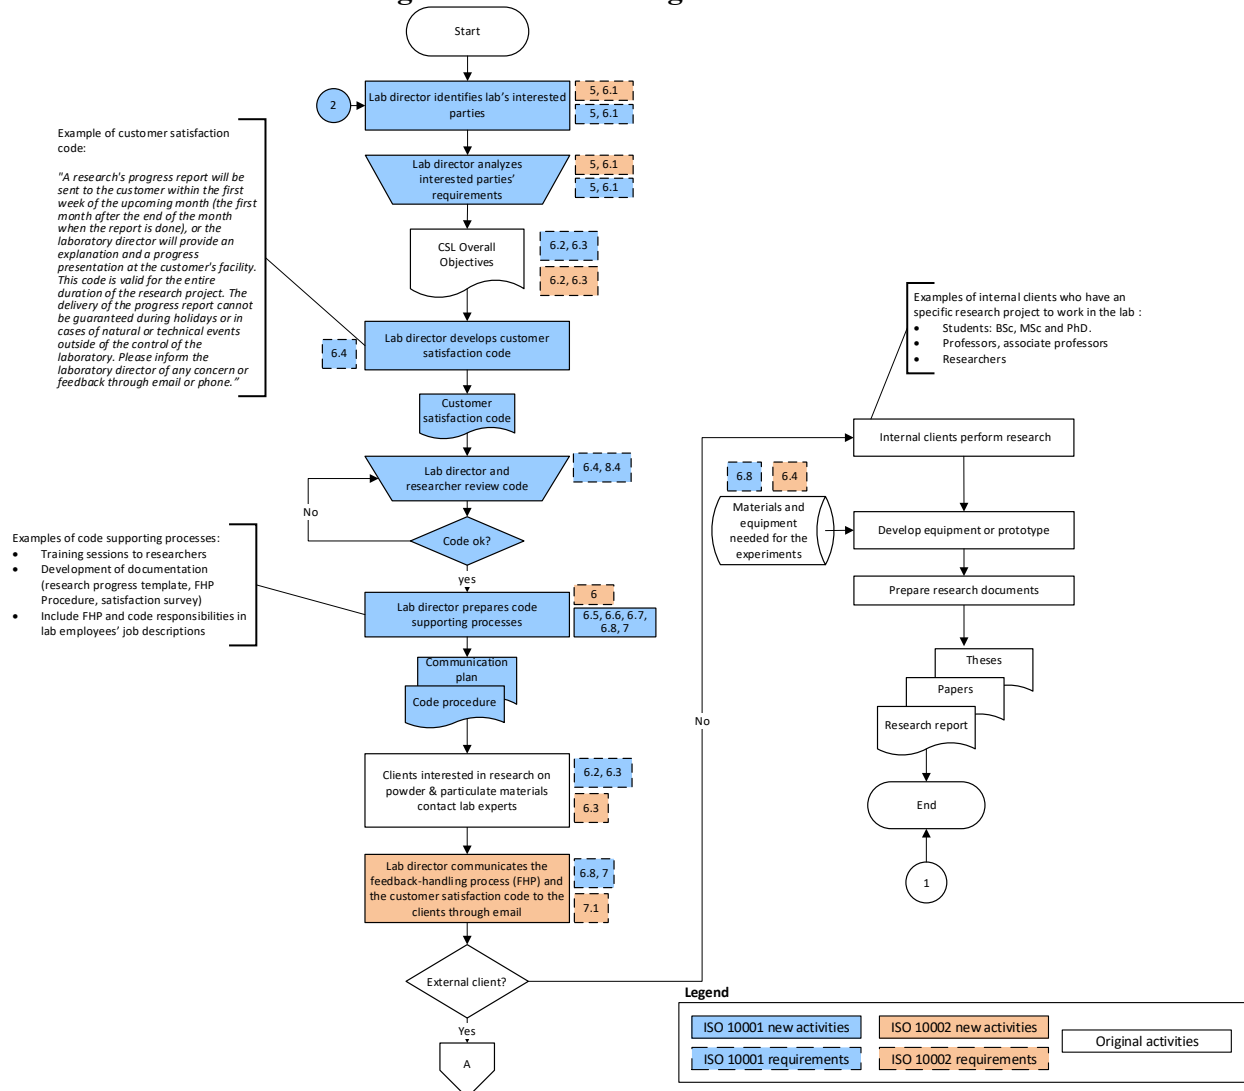 Start
2
Lab director identifies lab's interested
parties
5, 6.1
5, 6.1
Example of customer satisfaction
code:
"A research's progress report will be
sent to the customer within the first
week of the upcoming month (the first
month after the end of the month
when the report is done), or the
laboratory director will provide an
explanation and a progress
presentation at the customer's facility.
This code is valid for the entire
duration of the research project. The
delivery of the progress report cannot
be guaranteed during holidays or in
cases of natural or technical events
outside of the control of the
laboratory. Please inform the
laboratory director of any concern or
feedback through email or phone."
Lab director analyzes
interested parties'
requirements
5, 6.1
5, 6.1
CSL Overall
Objectives
6.2, 6.3
6.2, 6.3
6.4
Lab director develops customer
satisfaction code
Customer
satisfaction code
Lab director and
researcher review code
6.4, 8.4
No
Code ok?
yes
Examples of code supporting processes:
• Training sessions to researchers
• Development of documentation
(research progress template, FHP
Procedure, satisfaction survey)
• Include FHP and code responsibilities in
lab employees' job descriptions
Lab director prepares code
supporting processes
6
6.5, 6.6, 6.7,
6.8, 7
Communication
plan
Code procedure
Clients interested in research on
powder & particulate materials
contact lab experts
6.2, 6.3
6.3
Lab director communicates the
feedback-handling process (FHP) and
the customer satisfaction code to the
clients through email
6.8, 7
7.1
External client?
Yes
A
No
Examples of internal clients who have an
specific research project to work in the lab :
• Students: BSc, MSc and PhD.
• Professors, associate professors
• Researchers
Internal clients perform research
6.8
6.4
Materials and
equipment
needed for the
experiments
Develop equipment or prototype
Prepare research documents
Theses
Papers
Research report
End
1
Legend
ISO 10001 new activities
ISO 10002 new activities
Original activities
ISO 10001 requirements
ISO 10002 requirements